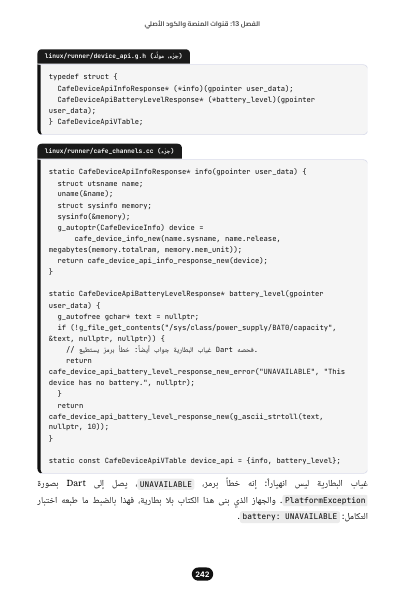 الفصل 13: قنوات المنصة والكود الأصلي
linux/runner/device_api.g.h (جزء، مولَّد)
typedef struct {
  CafeDeviceApiInfoResponse* (*info)(gpointer user_data);
  CafeDeviceApiBatteryLevelResponse* (*battery_level)(gpointer
user_data);
} CafeDeviceApiVTable;
linux/runner/cafe_channels.cc (جزء)
static CafeDeviceApiInfoResponse* info(gpointer user_data) {
  struct utsname name;
  uname(&name);
  struct sysinfo memory;
  sysinfo(&memory);
  g_autoptr(CafeDeviceInfo) device =
      cafe_device_info_new(name.sysname, name.release,
megabytes(memory.totalram, memory.mem_unit));
  return cafe_device_api_info_response_new(device);
}
static CafeDeviceApiBatteryLevelResponse* battery_level(gpointer
user_data) {
  g_autofree gchar* text = nullptr;
  if (!g_file_get_contents("/sys/class/power_supply/BAT0/capacity",
&text, nullptr, nullptr)) {
    // غياب البطارية جواب أيضاً: خطأ برمز يستطيع Dart فحصه.
    return
cafe_device_api_battery_level_response_new_error("UNAVAILABLE", "This
device has no battery.", nullptr);
  }
  return
cafe_device_api_battery_level_response_new(g_ascii_strtoll(text,
nullptr, 10));
}
static const CafeDeviceApiVTable device_api = {info, battery_level};
غياب البطارية ليس انهياراً: إنه خطأ برمز، UNAVAILABLE، يصل إلى Dart بصورة
PlatformException. والجهاز الذي بنى هذا الكتاب بلا بطارية، فهذا بالضبط ما طبعه اختبار
التكامل: battery: UNAVAILABLE.
242